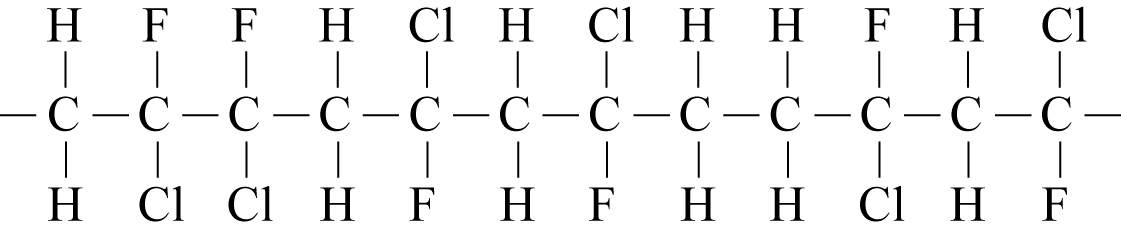 H F F H Cl H Cl H H F H Cl
— C — C — C — C — C — C — C — C — C — C — C — C —
H Cl Cl H F H F H H Cl H F